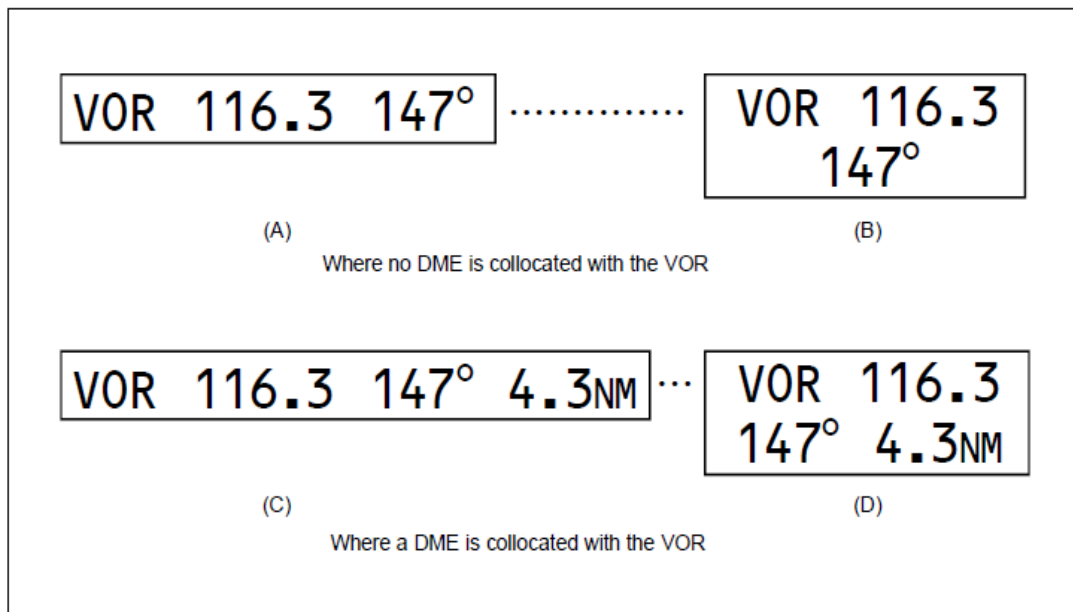 VOR 116.3 147° .............. VOR 116.3
147°
(A) (B)
Where no DME is collocated with the VOR
VOR 116.3 147° 4.3NM ... VOR 116.3
147° 4.3NM
(C) (D)
Where a DME is collocated with the VOR